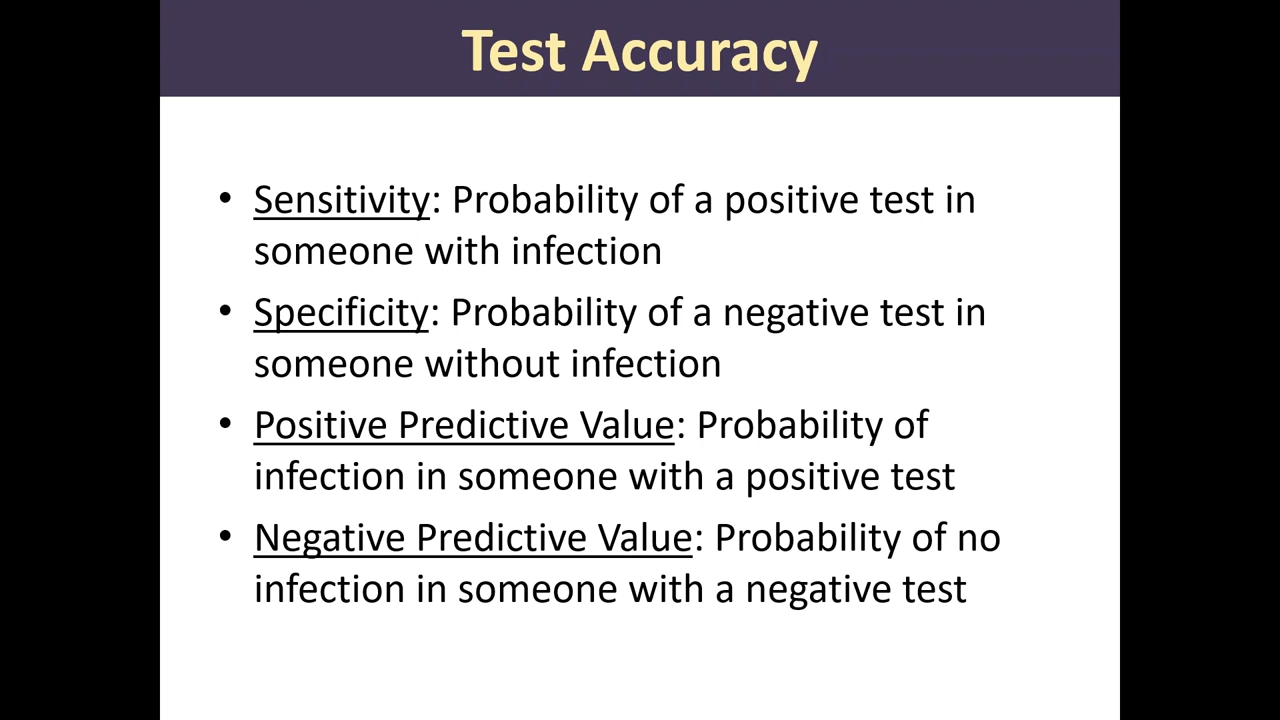 Test Accuracy
• Sensitivity: Probability of a positive test in
someone with infection
• Specificity: Probability of a negative test in
someone without infection
• Positive Predictive Value: Probability of
infection in someone with a positive test
• Negative Predictive Value: Probability of no
infection in someone with a negative test